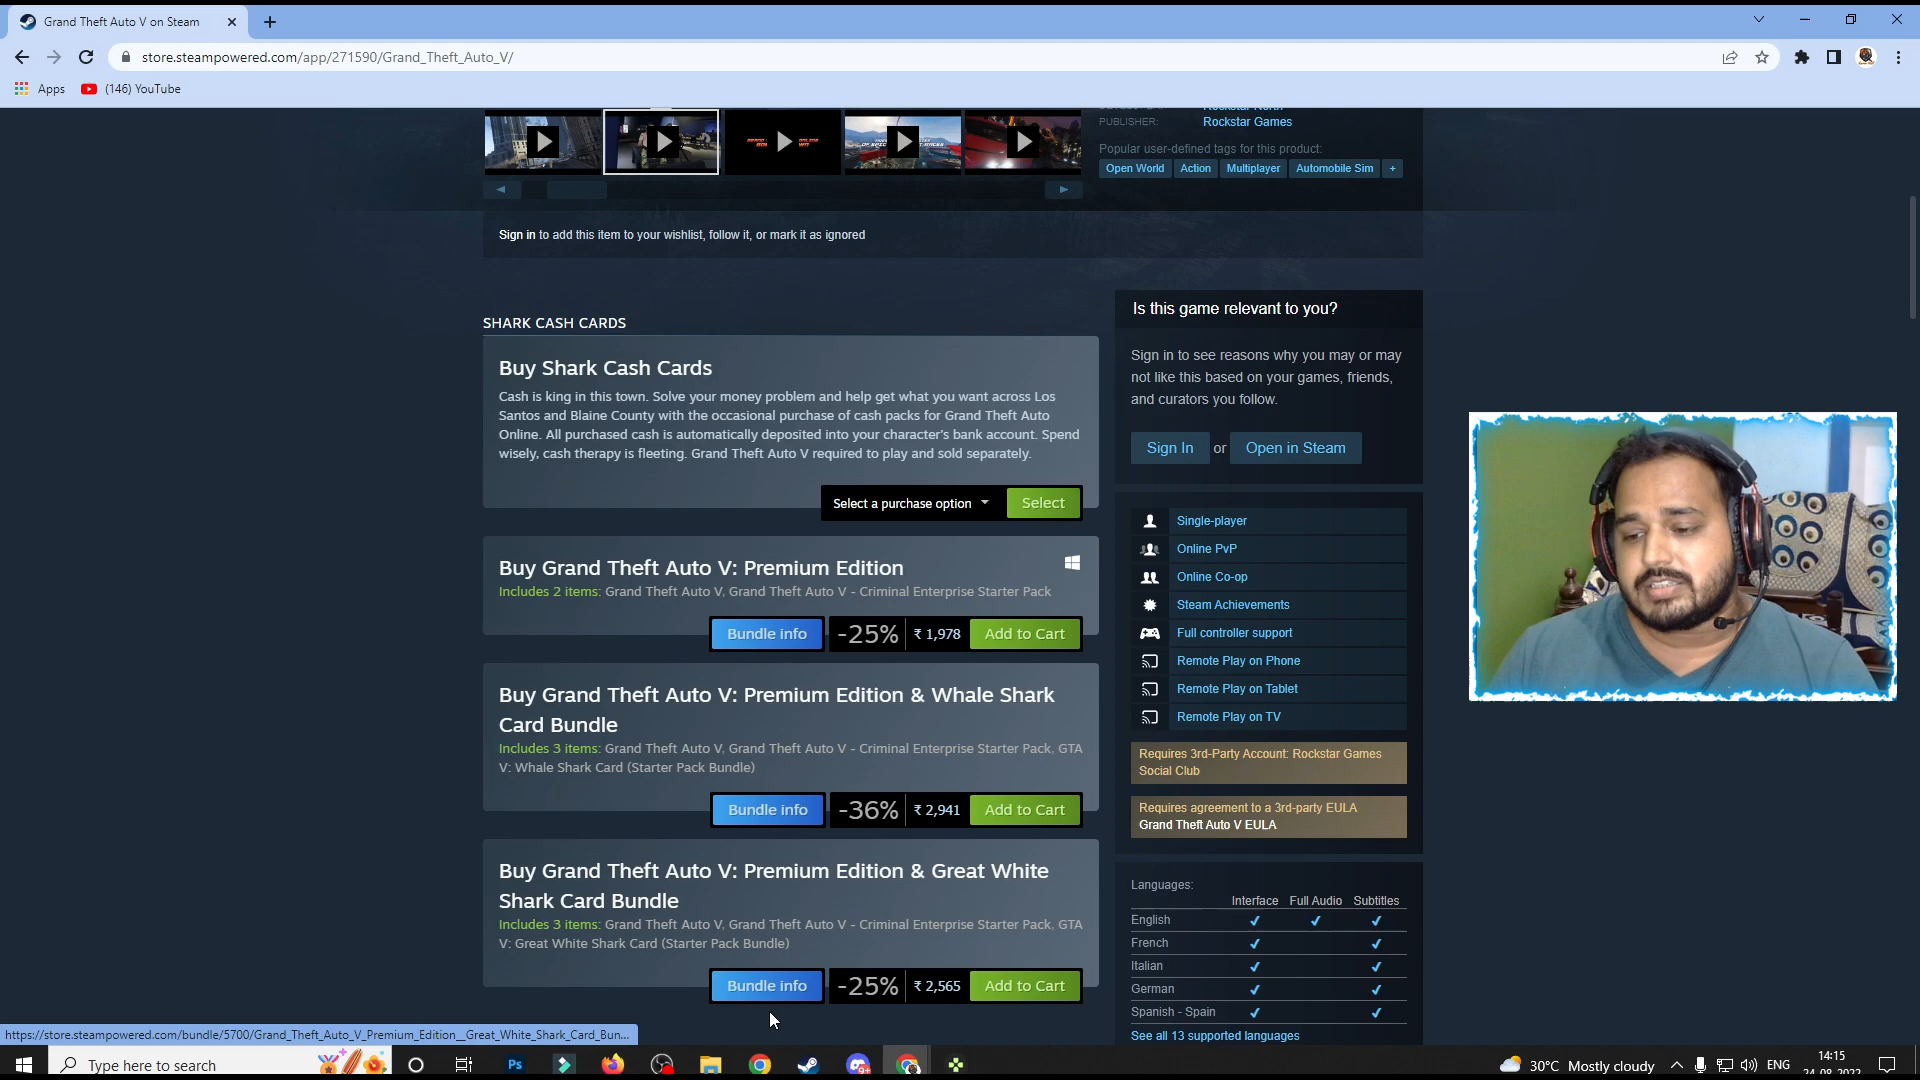 Grand Theft Auto V on Steam
store.steampowered.com/app/271590/Grand_Theft_Auto_V/
Apps
(146) YouTube
PUBLISHER: Rockstar Games
Popular user-defined tags for this product:
Open World Action Multiplayer Automobile Sim +
Sign in to add this item to your wishlist, follow it, or mark it as ignored
SHARK CASH CARDS
Buy Shark Cash Cards
Cash is king in this town. Solve your money problem and help get what you want across Los
Santos and Blaine County with the occasional purchase of cash packs for Grand Theft Auto
Online. All purchased cash is automatically deposited into your character's bank account. Spend
wisely, cash therapy is fleeting. Grand Theft Auto V required to play and sold separately.
Select a purchase option Select
Buy Grand Theft Auto V: Premium Edition
Includes 2 items: Grand Theft Auto V, Grand Theft Auto V - Criminal Enterprise Starter Pack
Bundle info -25% ₹ 1,978 Add to Cart
Buy Grand Theft Auto V: Premium Edition & Whale Shark
Card Bundle
Includes 3 items: Grand Theft Auto V, Grand Theft Auto V - Criminal Enterprise Starter Pack, GTA
V: Whale Shark Card (Starter Pack Bundle)
Bundle info -36% ₹ 2,941 Add to Cart
Buy Grand Theft Auto V: Premium Edition & Great White
Shark Card Bundle
Includes 3 items: Grand Theft Auto V, Grand Theft Auto V - Criminal Enterprise Starter Pack, GTA
V: Great White Shark Card (Starter Pack Bundle)
Bundle info -25% ₹ 2,565 Add to Cart
Is this game relevant to you?
Sign in to see reasons why you may or may
not like this based on your games, friends,
and curators you follow.
Sign In or Open in Steam
Single-player
Online PvP
Online Co-op
Steam Achievements
Full controller support
Remote Play on Phone
Remote Play on Tablet
Remote Play on TV
Requires 3rd-Party Account: Rockstar Games
Social Club
Requires agreement to a 3rd-party EULA
Grand Theft Auto V EULA
Languages:
Interface Full Audio Subtitles
English ✔ ✔ ✔
French ✔ ✔
Italian ✔ ✔
German ✔ ✔
Spanish - Spain ✔ ✔
See all 13 supported languages
https://store.steampowered.com/bundle/5700/Grand_Theft_Auto_V_Premium_Edition__Great_White_Shark_Card_Bun...
Type here to search
Ps
9+
30°C Mostly cloudy
ENG
14:15
24-08-2022